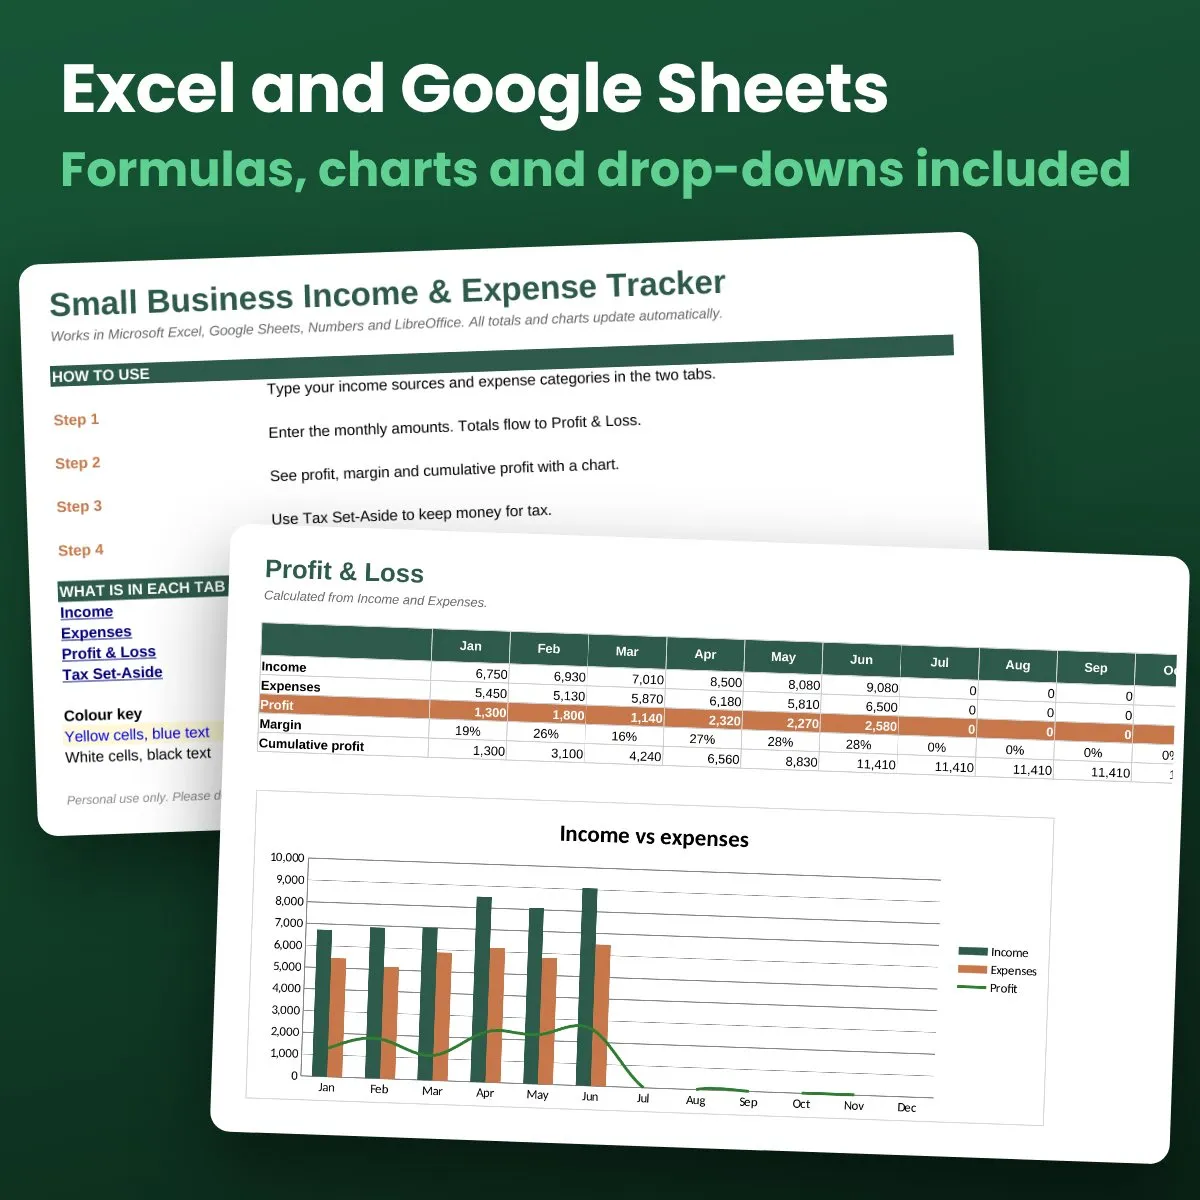 Excel and Google Sheets
Formulas, charts and drop-downs included
Small Business Income & Expense Tracker
Works in Microsoft Excel, Google Sheets, Numbers and LibreOffice. All totals and charts update automatically.
HOW TO USE
Type your income sources and expense categories in the two tabs.
Step 1
Enter the monthly amounts. Totals flow to Profit & Loss.
Step 2
See profit, margin and cumulative profit with a chart.
Step 3
Use Tax Set-Aside to keep money for tax.
Step 4
WHAT IS IN EACH TAB
Income
Expenses
Profit & Loss
Tax Set-Aside
Colour key
Yellow cells, blue text
White cells, black text
Personal use only. Please
Profit & Loss
Calculated from Income and Expenses.
Jan Feb Mar Apr May Jun Jul Aug Sep
Income 6,750 6,930 7,010 8,500 8,080 9,080 0 0 0
Expenses 5,450 5,130 5,870 6,180 5,810 6,500 0 0 0
Profit 1,300 1,800 1,140 2,320 2,270 2,580 0 0 0
Margin 19% 26% 16% 27% 28% 28% 0% 0% 0% 0%
Cumulative profit 1,300 3,100 4,240 6,560 8,830 11,410 11,410 11,410 11,410
Income vs expenses
10,000
9,000
8,000
7,000
6,000
5,000
4,000
3,000
2,000
1,000
0
Jan Feb Mar Apr May Jun Jul Aug Sep Oct Nov Dec
Income
Expenses
Profit